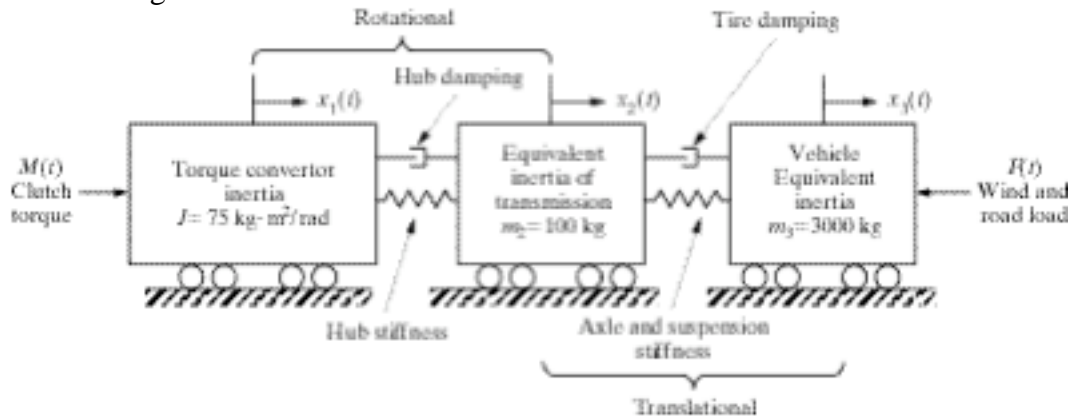 Rotational
Tire damping
Hub damping
x₁(t)
x₂(t)
x₃(t)
M(t)
Clutch
torque
Torque convertor
inertia
J= 75 kg-m²/rad
Equivalent
inertia of
transmission
m₂= 100 kg
Vehicle
Equivalent
inertia
m₃= 3000 kg
F(t)
Wind and
road load
Hub stiffness
Axle and suspension
stiffness
Translational